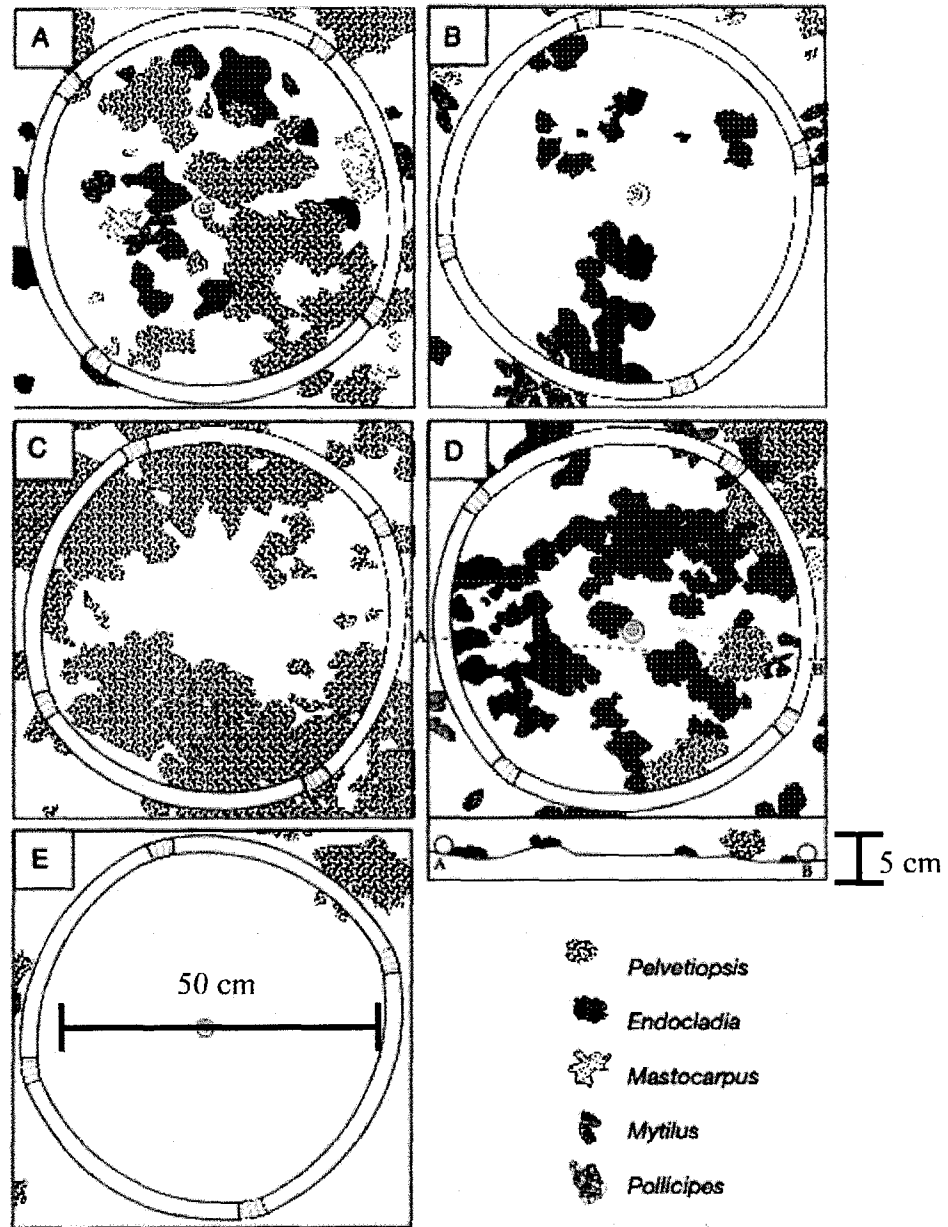 A
B
C
D
A
B
A
B
5 cm
E
50 cm
Pelvetiopsis
Endocladia
Mastocarpus
Mytilus
Pollicipes